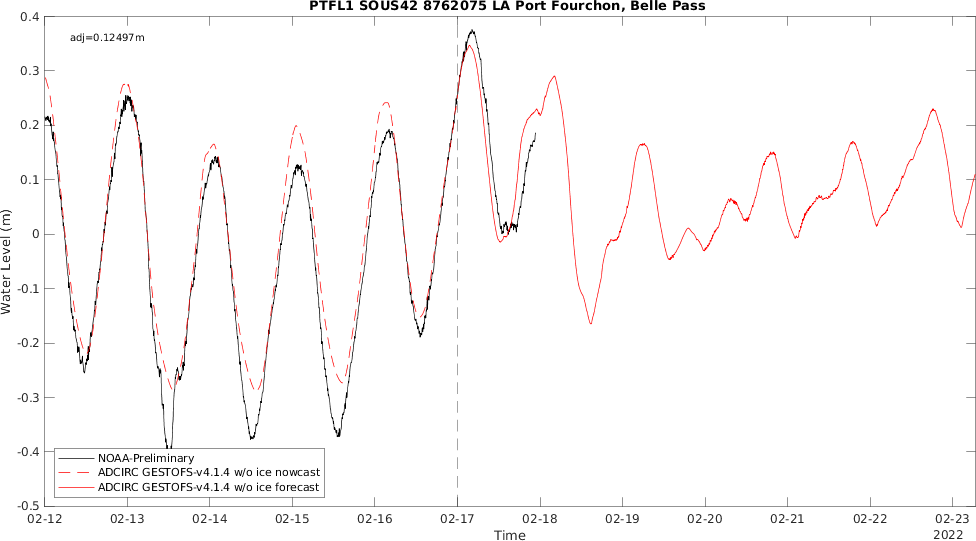 PTFL1 SOUS42 8762075 LA Port Fourchon, Belle Pass
adj=0.12497m
0.4
0.3
0.2
0.1
0
-0.1
-0.2
-0.3
-0.4
-0.5
Water Level (m)
NOAA-Preliminary
ADCIRC GESTOFS-v4.1.4 w/o ice nowcast
ADCIRC GESTOFS-v4.1.4 w/o ice forecast
02-12 02-13 02-14 02-15 02-16 02-17 02-18 02-19 02-20 02-21 02-22 02-23
Time
2022